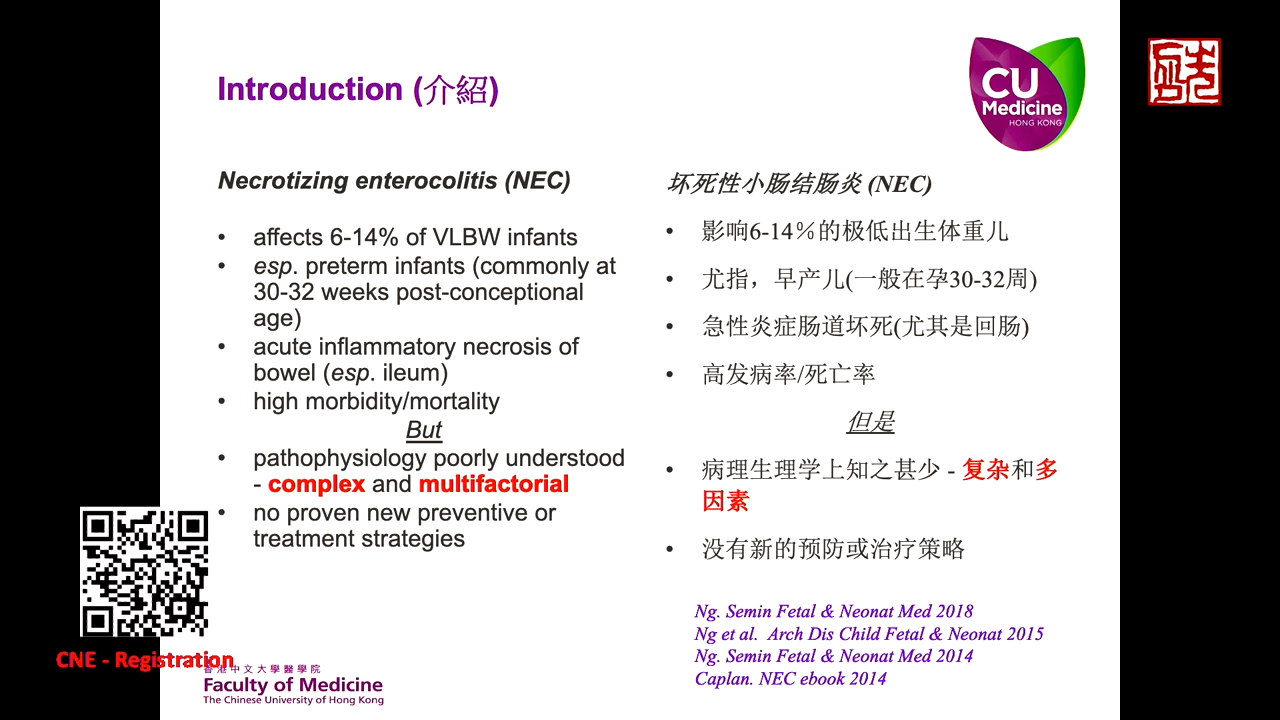 Introduction (介紹)
CU
Medicine
HONG KONG
Necrotizing enterocolitis (NEC)
• affects 6-14% of VLBW infants
• esp. preterm infants (commonly at
30-32 weeks post-conceptional
age)
• acute inflammatory necrosis of
bowel (esp. ileum)
• high morbidity/mortality
But
• pathophysiology poorly understood
- complex and multifactorial
• no proven new preventive or
treatment strategies
坏死性小肠结肠炎 (NEC)
• 影响6-14%的极低出生体重儿
• 尤指，早产儿(一般在孕30-32周)
• 急性炎症肠道坏死(尤其是回肠)
• 高发病率/死亡率
但是
• 病理生理学上知之甚少 - 复杂和多
因素
• 没有新的预防或治疗策略
Ng. Semin Fetal & Neonat Med 2018
Ng et al. Arch Dis Child Fetal & Neonat 2015
Ng. Semin Fetal & Neonat Med 2014
Caplan. NEC ebook 2014
CNE - Registration
香港中文大學醫學院
Faculty of Medicine
The Chinese University of Hong Kong